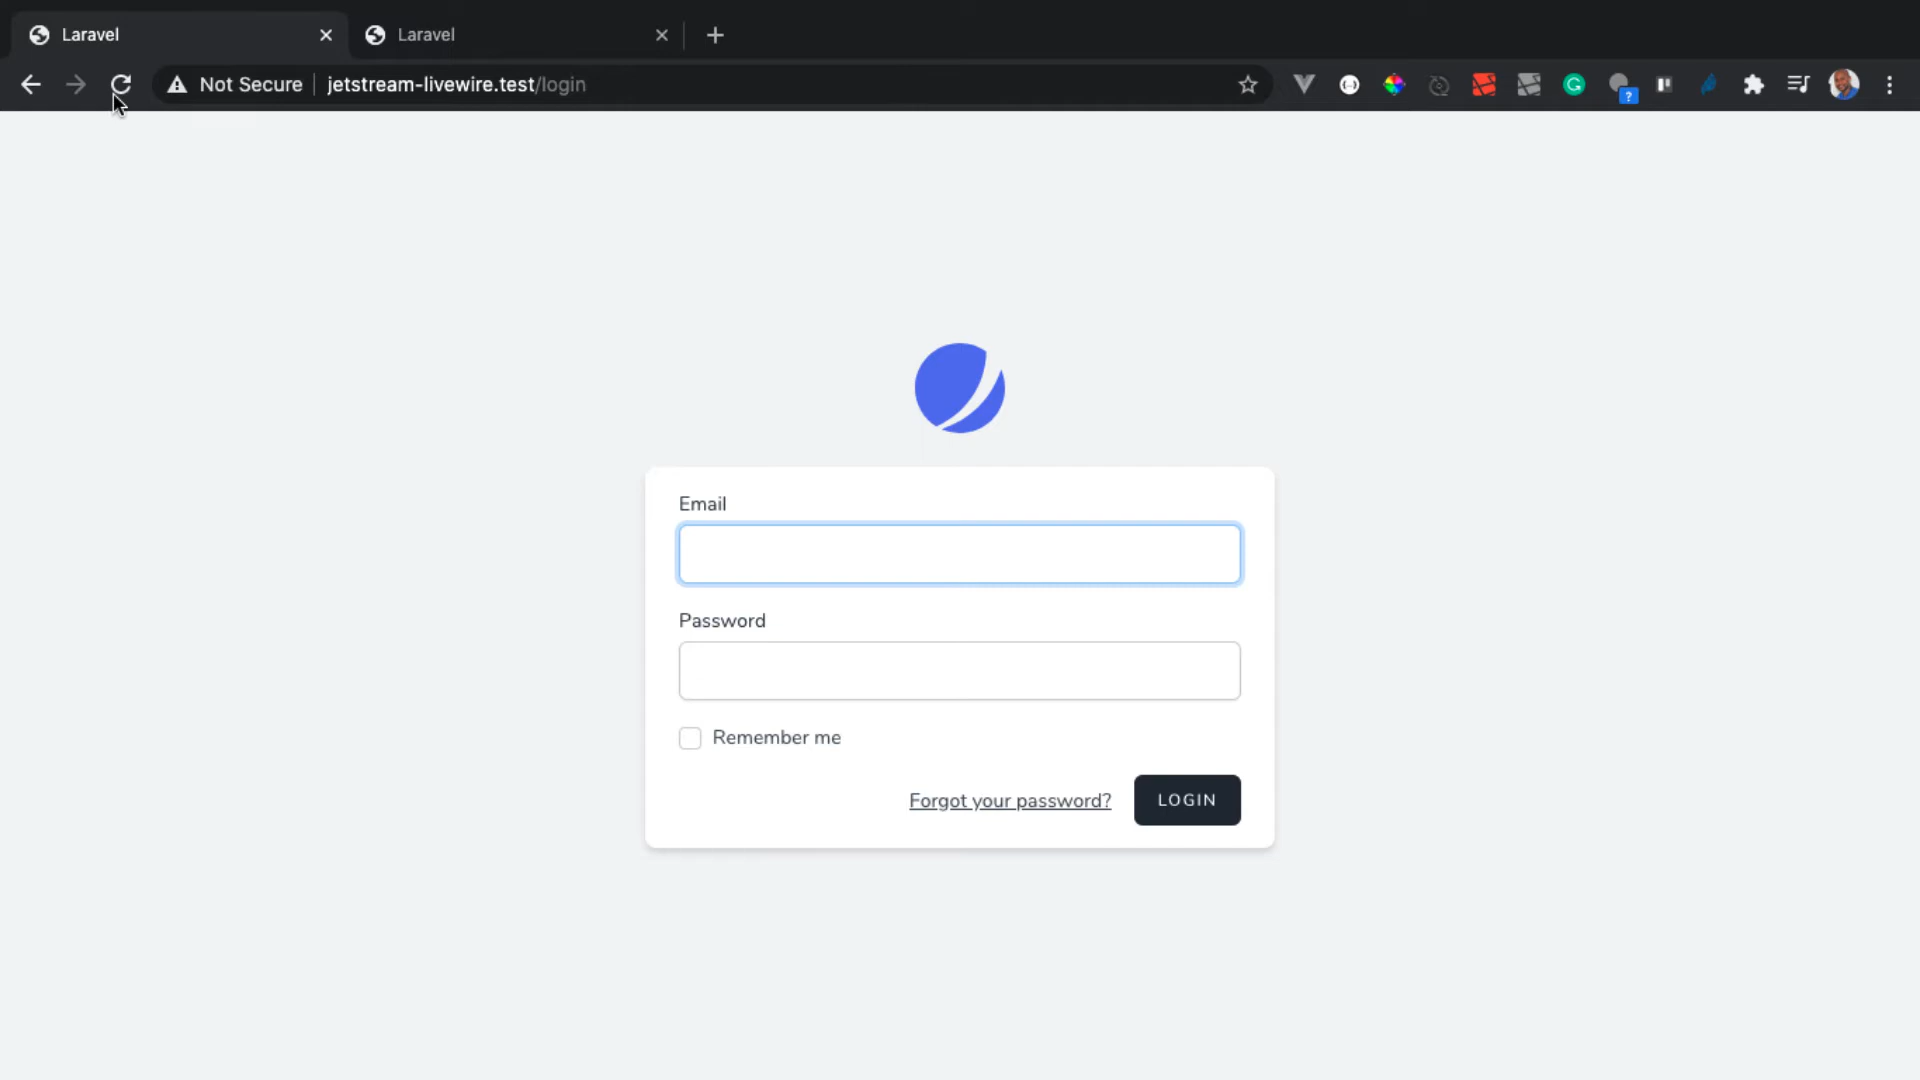 Laravel
Laravel
Not Secure
jetstream-livewire.test/login
Email
Password
Remember me
Forgot your password?
LOGIN